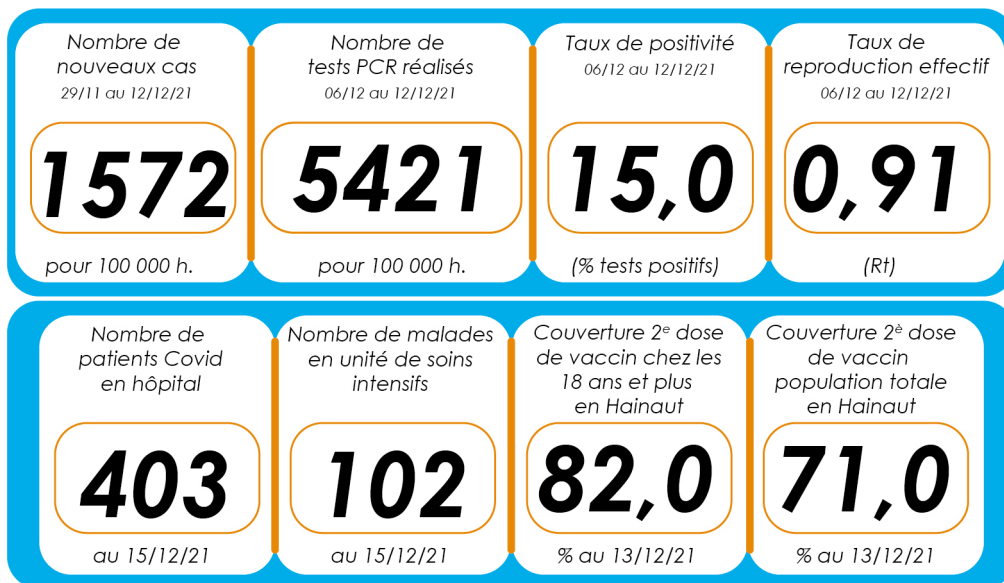 Nombre de
nouveaux cas
29/11 au 12/12/21
1572
pour 100 000 h.
Nombre de
tests PCR réalisés
06/12 au 12/12/21
5421
pour 100 000 h.
Taux de positivité
06/12 au 12/12/21
15,0
(% tests positifs)
Taux de
reproduction effectif
06/12 au 12/12/21
0,91
(Rt)
Nombre de
patients Covid
en hôpital
403
au 15/12/21
Nombre de malades
en unité de soins
intensifs
102
au 15/12/21
Couverture 2e dose
de vaccin chez les
18 ans et plus
en Hainaut
82,0
% au 13/12/21
Couverture 2è dose
de vaccin
population totale
en Hainaut
71,0
% au 13/12/21